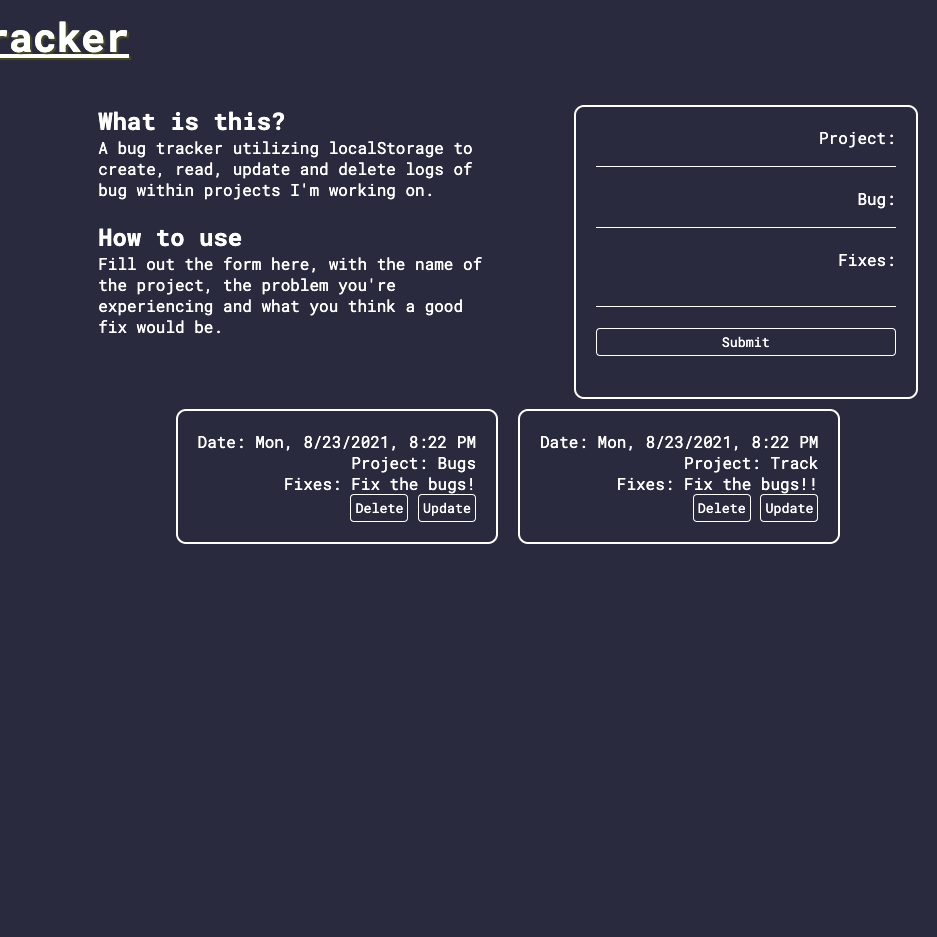 racker
What is this?
A bug tracker utilizing localStorage to
create, read, update and delete logs of
bug within projects I'm working on.
How to use
Fill out the form here, with the name of
the project, the problem you're
experiencing and what you think a good
fix would be.
Project:
Bug:
Fixes:
Submit
Date: Mon, 8/23/2021, 8:22 PM
Project: Bugs
Fixes: Fix the bugs!
Delete Update
Date: Mon, 8/23/2021, 8:22 PM
Project: Track
Fixes: Fix the bugs!!
Delete Update